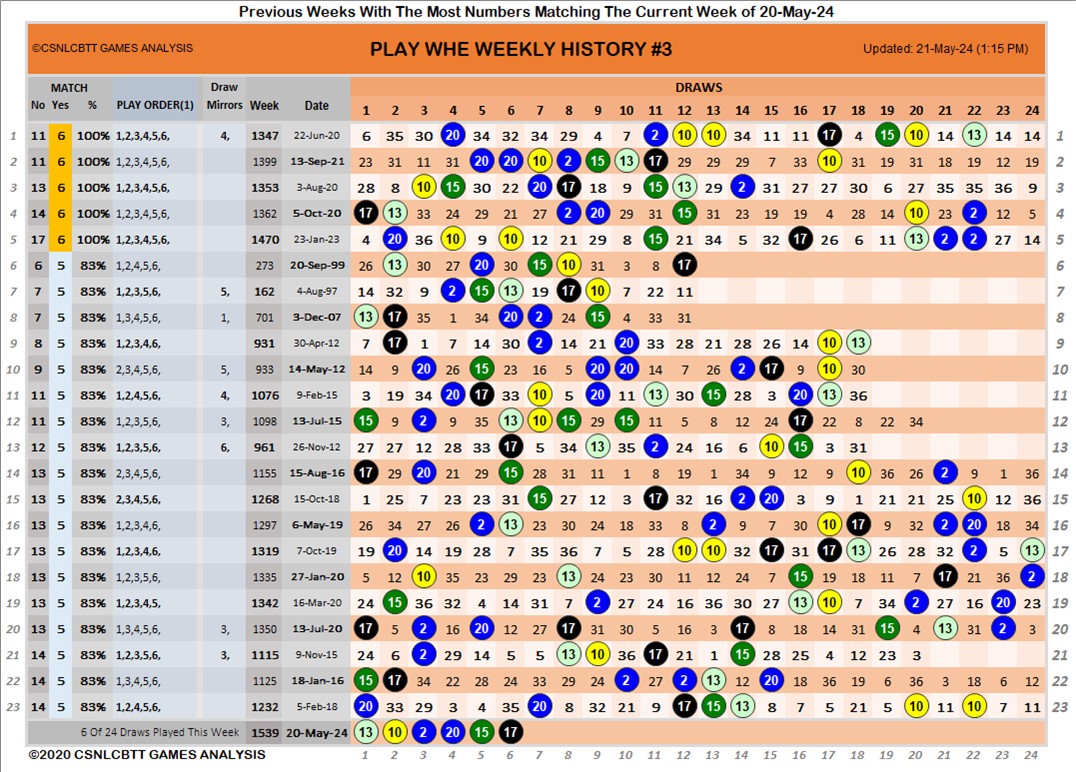 Previous Weeks With The Most Numbers Matching The Current Week of 20-May-24
©CSNLCBTT GAMES ANALYSIS PLAY WHE WEEKLY HISTORY #3 Updated: 21-May-24 (1:15 PM)
MATCH Draw DRAWS
No Yes % PLAY ORDER(1) Mirrors Week Date 1 2 3 4 5 6 7 8 9 10 11 12 13 14 15 16 17 18 19 20 21 22 23 24
1 11 6 100% 1,2,3,4,5,6, 4, 1347 22-Jun-20 6 35 30 20 34 32 34 29 4 7 2 10 10 34 11 11 17 4 15 10 14 13 14 14 1
2 11 6 100% 1,2,3,4,5,6, 1399 13-Sep-21 23 31 11 31 20 20 10 2 15 13 17 29 29 29 7 33 10 31 20 31 18 19 12 19 2
3 13 6 100% 1,2,3,4,5,6, 1353 3-Aug-20 28 8 10 15 30 22 20 17 18 9 15 13 29 2 31 27 27 30 6 27 35 35 36 9 3
4 14 6 100% 1,2,3,4,5,6, 1362 5-Oct-20 17 13 33 24 29 21 27 2 20 29 31 15 31 23 19 19 4 28 14 10 23 2 12 5 4
5 17 6 100% 1,2,3,4,5,6, 1470 23-Jan-23 4 20 36 10 9 10 12 21 29 8 15 21 34 5 32 17 26 6 11 13 2 2 27 14 5
6 6 5 83% 1,2,4,5,6, 273 20-Sep-99 26 13 30 27 20 30 15 10 31 3 8 17 6
7 7 5 83% 1,2,3,5,6, 5, 162 4-Aug-97 14 32 9 2 15 13 19 17 10 7 22 11 7
8 7 5 83% 1,3,4,5,6, 1, 701 3-Dec-07 13 17 35 1 34 20 2 24 15 8 33 31 8
9 8 5 83% 1,2,3,4,6, 931 30-Apr-12 7 17 1 7 14 30 2 14 21 20 33 28 21 28 26 14 10 13 9
10 9 5 83% 2,3,4,5,6, 5, 933 14-May-12 14 9 20 26 15 23 16 5 20 20 14 7 26 2 17 9 10 30 10
11 11 5 83% 1,2,4,5,6, 4, 1076 9-Feb-15 3 19 34 20 17 33 10 5 20 11 13 30 15 28 3 20 13 36 11
12 11 5 83% 1,2,3,5,6, 3, 1098 13-Jul-15 15 9 2 9 35 13 10 15 29 15 11 5 8 12 24 17 22 8 22 34 12
13 12 5 83% 1,2,3,5,6, 6, 961 26-Nov-12 27 27 12 28 33 17 5 34 13 35 2 24 16 6 10 15 3 31 13
14 13 5 83% 2,3,4,5,6, 1155 15-Aug-16 17 29 20 21 29 15 28 31 11 1 8 19 1 34 9 12 9 10 36 26 2 9 1 36 14
15 13 5 83% 2,3,4,5,6, 1268 15-Oct-18 1 25 7 23 23 31 15 27 12 3 17 32 16 2 20 3 9 1 21 21 25 10 12 36 15
16 13 5 83% 1,2,3,4,6, 1297 6-May-19 26 34 27 26 2 13 23 30 24 18 33 8 2 9 7 30 10 17 9 32 2 20 18 34 16
17 13 5 83% 1,2,3,4,6, 1319 7-Oct-19 19 20 14 19 28 7 35 36 7 5 28 10 10 32 17 31 17 13 26 28 32 2 5 13 17
18 13 5 83% 1,2,3,5,6, 1335 27-Jan-20 5 12 10 35 23 29 23 13 24 23 30 11 12 24 7 15 19 18 11 7 17 21 36 2 18
19 13 5 83% 1,2,3,4,5, 1342 16-Mar-20 24 15 36 32 4 14 31 7 2 27 24 16 36 30 27 13 10 7 34 20 27 16 20 23 19
20 13 5 83% 1,3,4,5,6, 3, 1350 13-Jul-20 17 5 2 16 20 12 27 17 31 30 5 16 3 17 8 18 14 31 15 4 13 31 2 3 20
21 14 5 83% 1,2,3,5,6, 3, 1115 9-Nov-15 24 6 2 29 14 5 5 13 10 36 17 21 1 15 28 25 4 12 23 3 21
22 14 5 83% 1,3,4,5,6, 1125 18-Jan-16 15 17 34 22 28 24 33 29 24 2 27 2 13 15 20 18 36 19 6 36 3 18 6 12 22
23 14 5 83% 1,2,4,5,6, 1232 5-Feb-18 20 33 29 3 4 35 20 8 32 21 9 17 15 13 8 7 5 21 5 10 11 10 7 11 23
6 Of 24 Draws Played This Week 1539 20-May-24 13 10 2 20 15 17
©2020 CSNLCBTT GAMES ANALYSIS 1 2 3 4 5 6 7 8 9 10 11 12 13 14 15 16 17 18 19 20 21 22 23 24